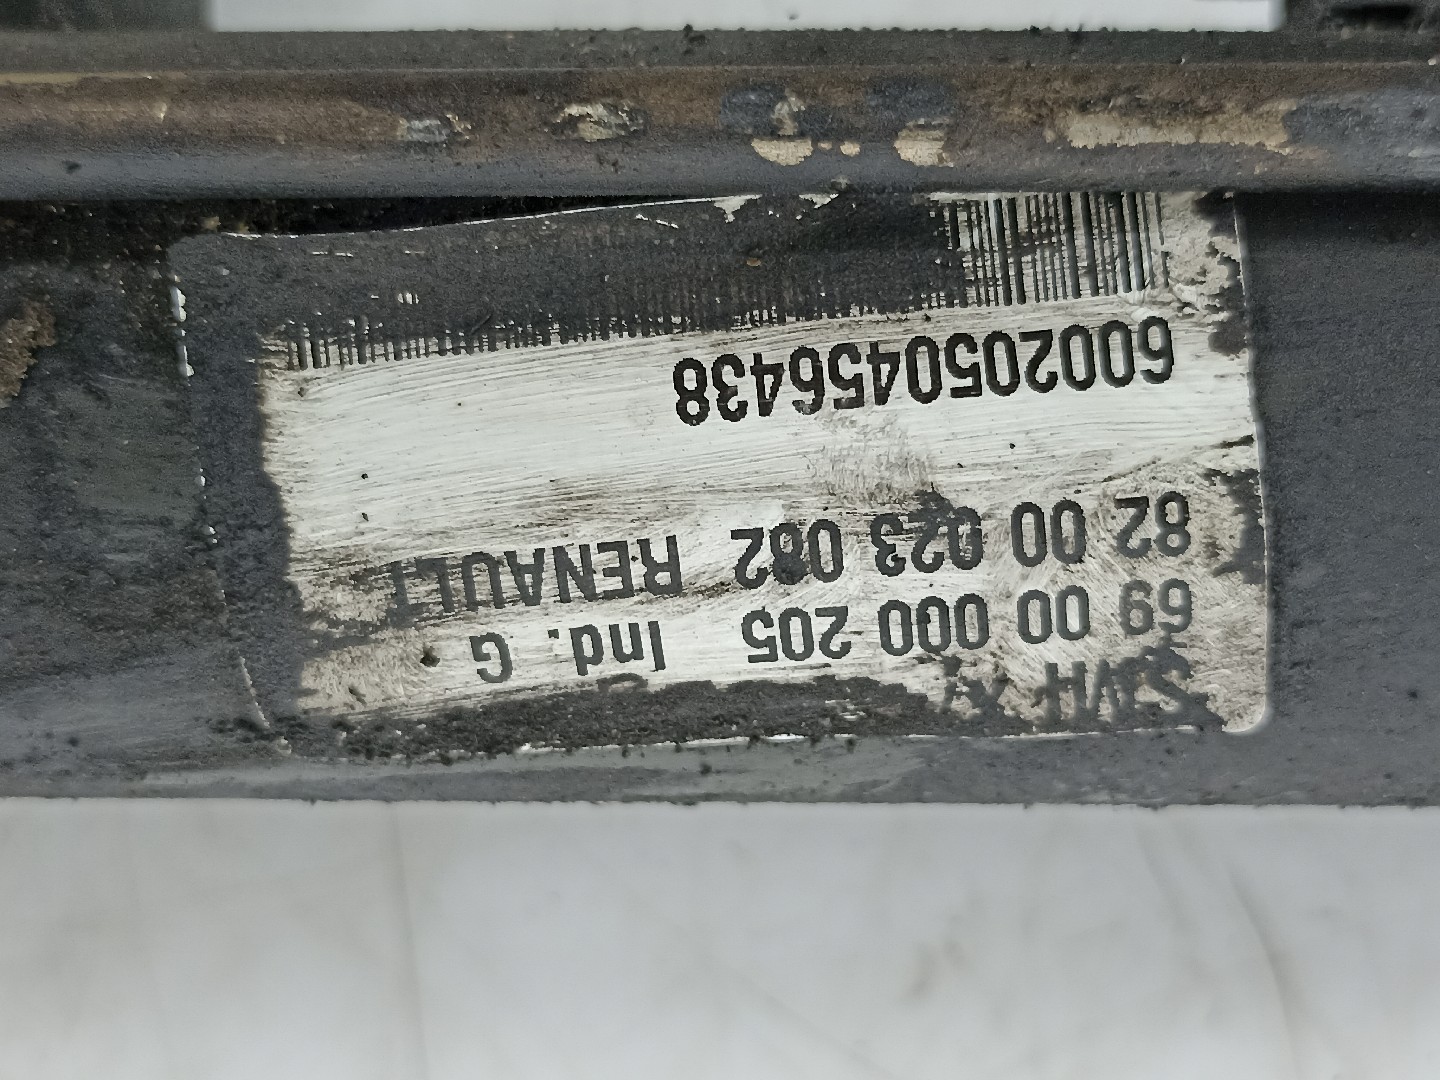 69 00 000 205 Ind. G
82 00 023 082 RENAULT
6002050456438